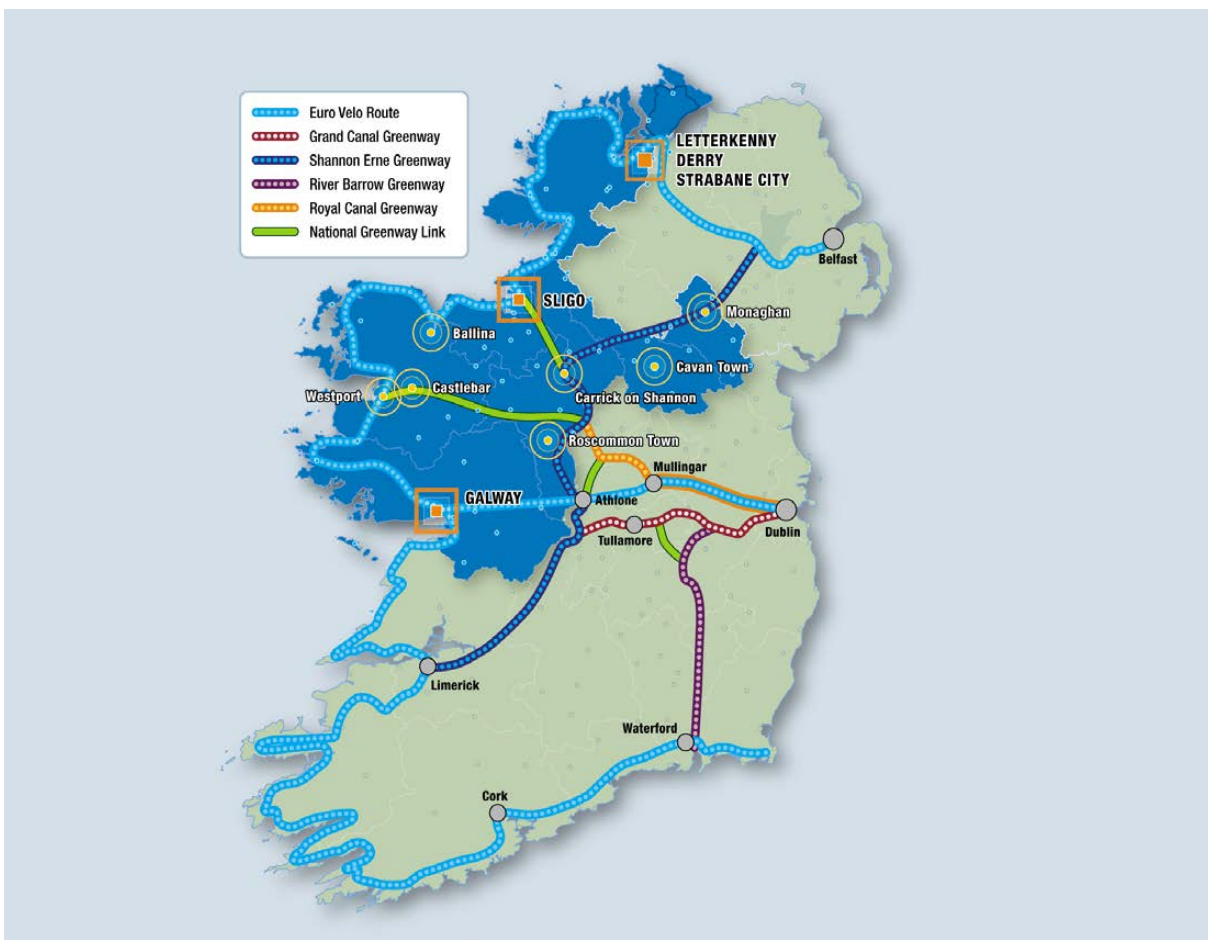 Euro Velo Route
Grand Canal Greenway
Shannon Erne Greenway
River Barrow Greenway
Royal Canal Greenway
National Greenway Link
LETTERKENNY
DERRY
STRABANE CITY
Belfast
SLIGO
Monaghan
Ballina
Cavan Town
Castlebar
Westport
Carrick on Shannon
Roscommon Town
Mullingar
GALWAY
Athlone
Tullamore
Dublin
Limerick
Waterford
Cork